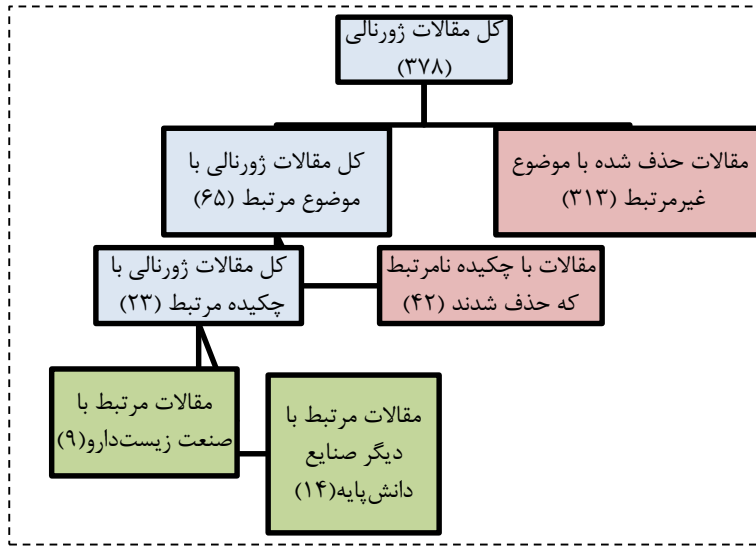 کل مقالات ژورنالی
(۳۷۸)
مقالات حذف شده با موضوع
غیرمرتبط (۳۱۳)
کل مقالات ژورنالی با
موضوع مرتبط (۶۵)
مقالات با چکیده نامرتبط
که حذف شدند (۴۲)
کل مقالات ژورنالی با
چکیده مرتبط (۲۳)
مقالات مرتبط با
صنعت زیست‌دارو(۹)
مقالات مرتبط با
دیگر صنایع
دانش‌پایه(۱۴)